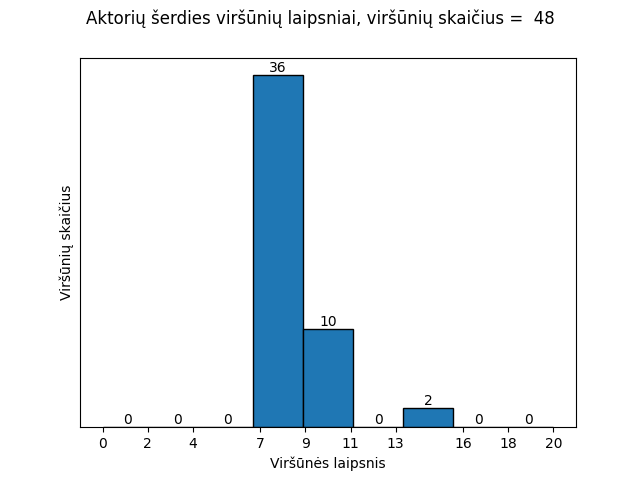 Aktorių šerdies viršūnių laipsniai, viršūnių skaičius =  48
36
10
2
0 0 0 0 0 0
0 2 4 7 9 11 13 16 18 20
Viršūnės laipsnis
Viršūnių skaičius